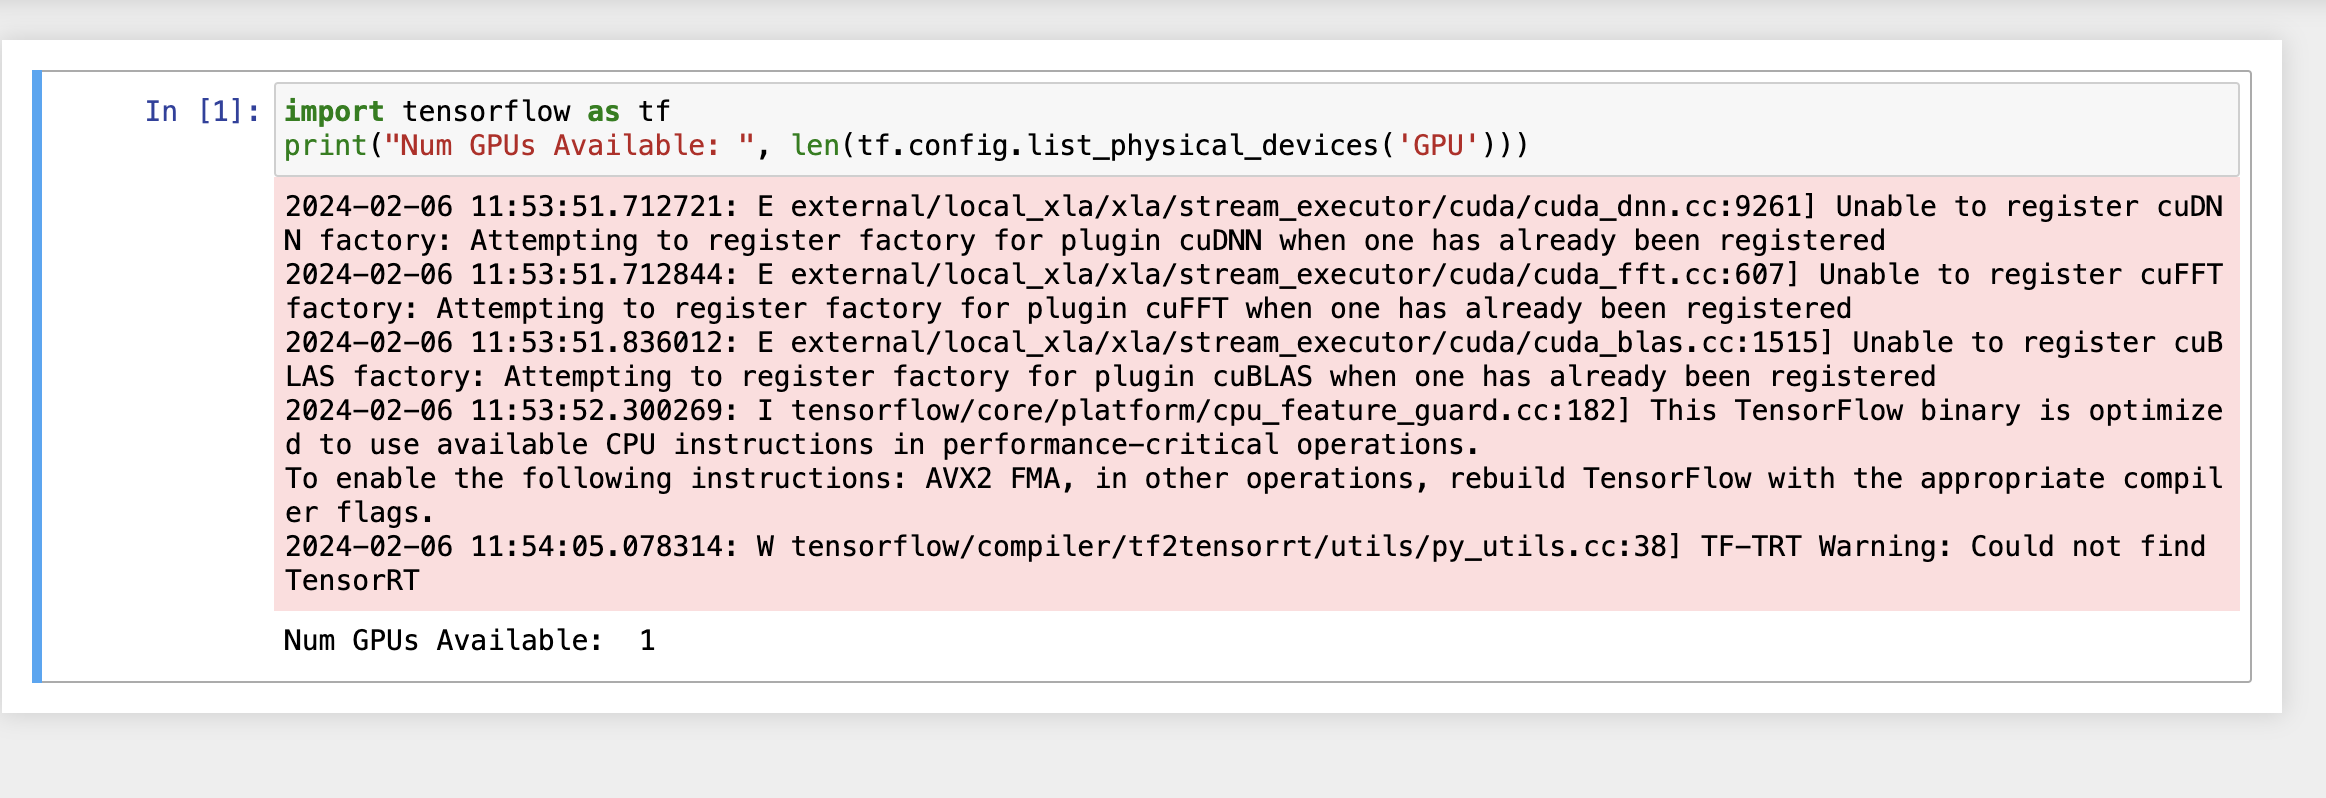 In [1]: import tensorflow as tf
print("Num GPUs Available: ", len(tf.config.list_physical_devices('GPU')))
2024-02-06 11:53:51.712721: E external/local_xla/xla/stream_executor/cuda/cuda_dnn.cc:9261] Unable to register cuDN
N factory: Attempting to register factory for plugin cuDNN when one has already been registered
2024-02-06 11:53:51.712844: E external/local_xla/xla/stream_executor/cuda/cuda_fft.cc:607] Unable to register cuFFT
factory: Attempting to register factory for plugin cuFFT when one has already been registered
2024-02-06 11:53:51.836012: E external/local_xla/xla/stream_executor/cuda/cuda_blas.cc:1515] Unable to register cuB
LAS factory: Attempting to register factory for plugin cuBLAS when one has already been registered
2024-02-06 11:53:52.300269: I tensorflow/core/platform/cpu_feature_guard.cc:182] This TensorFlow binary is optimize
d to use available CPU instructions in performance-critical operations.
To enable the following instructions: AVX2 FMA, in other operations, rebuild TensorFlow with the appropriate compil
er flags.
2024-02-06 11:54:05.078314: W tensorflow/compiler/tf2tensorrt/utils/py_utils.cc:38] TF-TRT Warning: Could not find
TensorRT
Num GPUs Available:  1